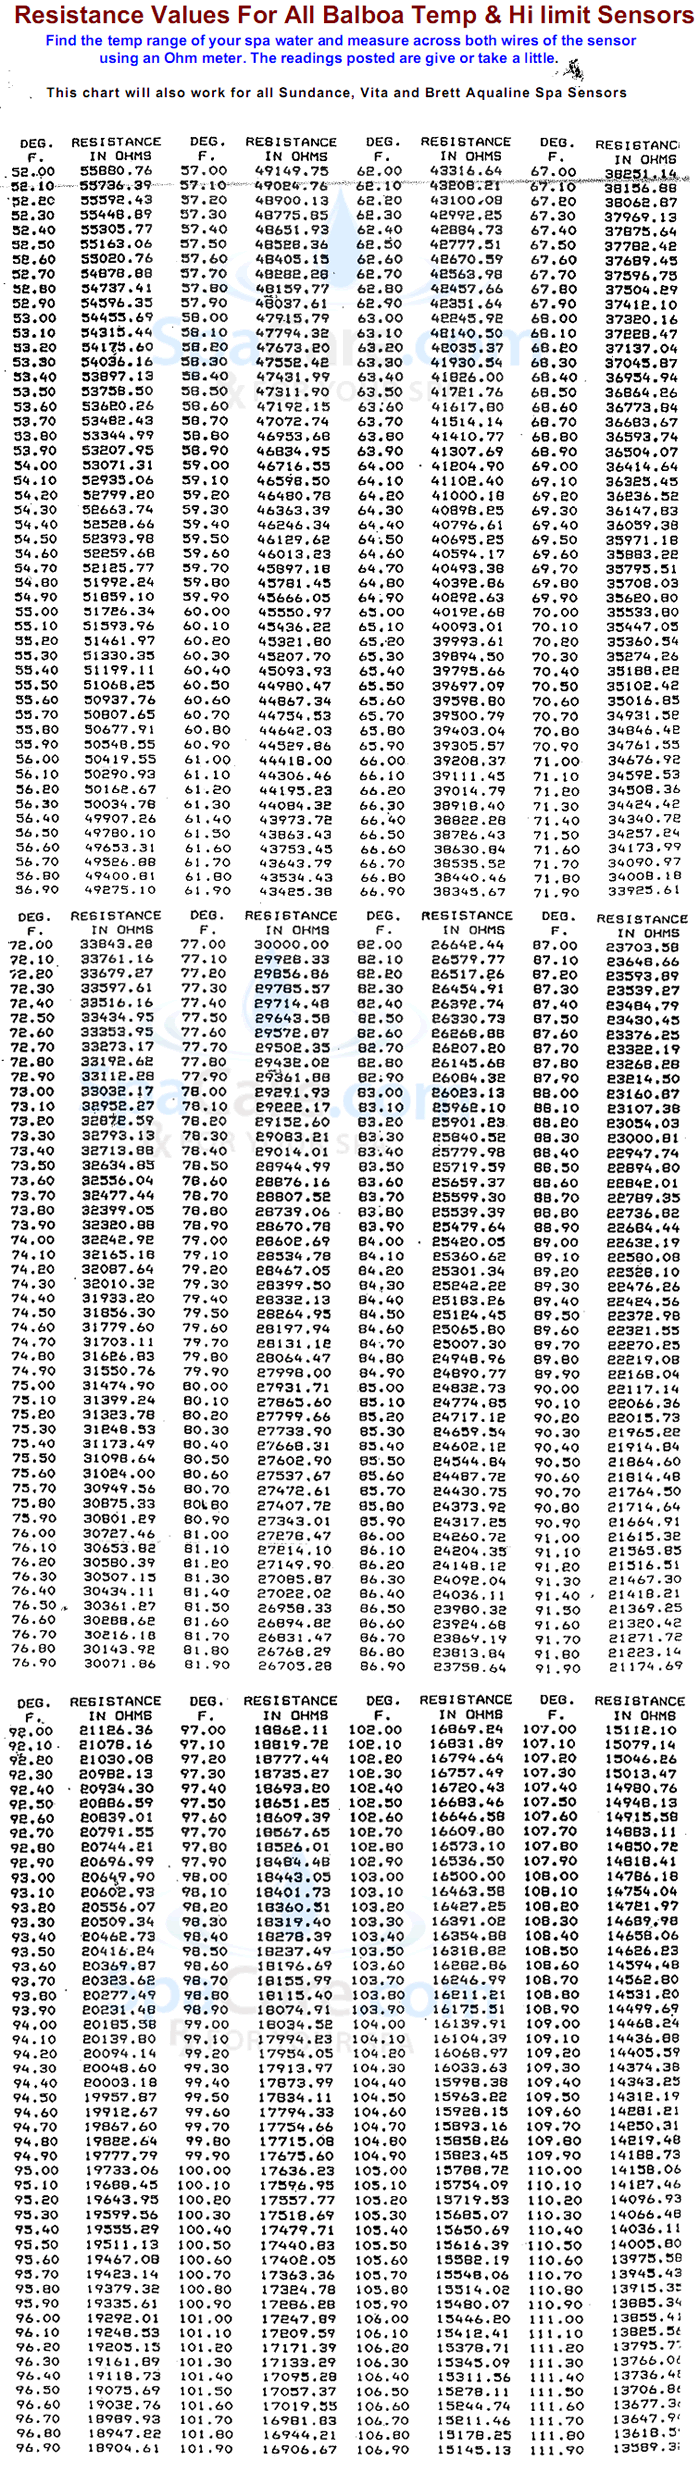 Resistance Values For All Balboa Temp & Hi limit Sensors
Find the temp range of your spa water and measure across both wires of the sensor
using an Ohm meter. The readings posted are give or take a little.
This chart will also work for all Sundance, Vita and Brett Aqualine Spa Sensors
DEG. RESISTANCE DEG. RESISTANCE DEG. RESISTANCE DEG. RESISTANC
F. IN OHMS F. IN OHMS F. IN OHMS F. IN OHMS
52.00 55880.76 57.00 49149.75 62.00 43316.64 67.00 38251.14
52.10 55736.39 57.10 49024.76 62.10 43208.21 67.10 38156.88
52.20 55592.43 57.20 48900.13 62.20 43100.08 67.20 38062.87
52.30 55448.89 57.30 48775.85 62.30 42992.25 67.30 37969.13
52.40 55305.77 57.40 48651.93 62.40 42884.73 67.40 37875.64
52.50 55163.06 57.50 48528.36 62.50 42777.51 67.50 37782.42
52.60 55020.76 57.60 48405.15 62.60 42670.59 67.60 37689.45
52.70 54878.88 57.70 48282.28 62.70 42563.98 67.70 37596.75
52.80 54737.41 57.80 48159.77 62.80 42457.66 67.80 37504.29
52.90 54596.35 57.90 48037.61 62.90 42351.64 67.90 37412.10
53.00 54455.69 58.00 47915.79 63.00 42245.92 68.00 37320.16
53.10 54315.44 58.10 47794.32 63.10 42140.50 68.10 37228.47
53.20 54175.60 58.20 47673.20 63.20 42035.37 68.20 37137.04
53.30 54036.16 58.30 47552.42 63.30 41930.54 68.30 37045.87
53.40 53897.13 58.40 47431.99 63.40 41826.00 68.40 36954.94
53.50 53758.50 58.50 47311.90 63.50 41721.76 68.50 36864.26
53.60 53620.26 58.60 47192.15 63.60 41617.80 68.60 36773.84
53.70 53482.43 58.70 47072.74 63.70 41514.14 68.70 36683.67
53.80 53344.99 58.80 46953.68 63.80 41410.77 68.80 36593.74
53.90 53207.95 58.90 46834.95 63.90 41307.69 68.90 36504.07
54.00 53071.31 59.00 46716.55 64.00 41204.90 69.00 36414.64
54.10 52935.06 59.10 46598.50 64.10 41102.40 69.10 36325.45
54.20 52799.20 59.20 46480.78 64.20 41000.18 69.20 36236.52
54.30 52663.74 59.30 46363.39 64.30 40898.25 69.30 36147.83
54.40 52528.66 59.40 46246.34 64.40 40796.61 69.40 36059.38
54.50 52393.98 59.50 46129.62 64.50 40695.25 69.50 35971.18
54.60 52259.68 59.60 46013.23 64.60 40594.17 69.60 35883.22
54.70 52125.77 59.70 45897.18 64.70 40493.38 69.70 35795.51
54.80 51992.24 59.80 45781.45 64.80 40392.86 69.80 35708.03
54.90 51859.10 59.90 45666.05 64.90 40292.63 69.90 35620.80
55.00 51726.34 60.00 45550.97 65.00 40192.68 70.00 35533.80
55.10 51593.96 60.10 45436.22 65.10 40093.01 70.10 35447.05
55.20 51461.97 60.20 45321.80 65.20 39993.61 70.20 35360.54
55.30 51330.35 60.30 45207.70 65.30 39894.50 70.30 35274.26
55.40 51199.11 60.40 45093.93 65.40 39795.66 70.40 35188.22
55.50 51068.25 60.50 44980.47 65.50 39697.09 70.50 35102.42
55.60 50937.76 60.60 44867.34 65.60 39598.80 70.60 35016.85
55.70 50807.65 60.70 44754.53 65.70 39500.79 70.70 34931.52
55.80 50677.91 60.80 44642.03 65.80 39403.04 70.80 34846.42
55.90 50548.55 60.90 44529.86 65.90 39305.57 70.90 34761.55
56.00 50419.55 61.00 44418.00 66.00 39208.37 71.00 34676.92
56.10 50290.93 61.10 44306.46 66.10 39111.45 71.10 34592.53
56.20 50162.67 61.20 44195.23 66.20 39014.79 71.20 34508.36
56.30 50034.78 61.30 44084.32 66.30 38918.40 71.30 34424.42
56.40 49907.26 61.40 43973.72 66.40 38822.28 71.40 34340.72
56.50 49780.10 61.50 43863.43 66.50 38726.43 71.50 34257.24
56.60 49653.31 61.60 43753.45 66.60 38630.84 71.60 34173.99
56.70 49526.88 61.70 43643.79 66.70 38535.52 71.70 34090.97
56.80 49400.81 61.80 43534.43 66.80 38440.46 71.80 34008.18
56.90 49275.10 61.90 43425.38 66.90 38345.67 71.90 33925.61
DEG. RESISTANCE DEG. RESISTANCE DEG. RESISTANCE DEG. RESISTANCE
F. IN OHMS F. IN OHMS F. IN OHMS F. IN OHMS
72.00 33843.28 77.00 30000.00 82.00 26642.44 87.00 23703.58
72.10 33761.16 77.10 29928.33 82.10 26579.77 87.10 23648.66
72.20 33679.27 77.20 29856.86 82.20 26517.26 87.20 23593.89
72.30 33597.61 77.30 29785.57 82.30 26454.91 87.30 23539.27
72.40 33516.16 77.40 29714.48 82.40 26392.74 87.40 23484.79
72.50 33434.95 77.50 29643.58 82.50 26330.73 87.50 23430.45
72.60 33353.95 77.60 29572.87 82.60 26268.88 87.60 23376.25
72.70 33273.17 77.70 29502.35 82.70 26207.20 87.70 23322.19
72.80 33192.62 77.80 29432.02 82.80 26145.68 87.80 23268.28
72.90 33112.28 77.90 29361.88 82.90 26084.32 87.90 23214.50
73.00 33032.17 78.00 29291.93 83.00 26023.13 88.00 23160.87
73.10 32952.27 78.10 29222.17 83.10 25962.10 88.10 23107.38
73.20 32872.59 78.20 29152.60 83.20 25901.23 88.20 23054.03
73.30 32793.13 78.30 29083.21 83.30 25840.52 88.30 23000.81
73.40 32713.88 78.40 29014.01 83.40 25779.98 88.40 22947.74
73.50 32634.85 78.50 28944.99 83.50 25719.59 88.50 22894.80
73.60 32556.04 78.60 28876.16 83.60 25659.37 88.60 22842.01
73.70 32477.44 78.70 28807.52 83.70 25599.30 88.70 22789.35
73.80 32399.05 78.80 28739.06 83.80 25539.39 88.80 22736.82
73.90 32320.88 78.90 28670.78 83.90 25479.64 88.90 22684.44
74.00 32242.92 79.00 28602.69 84.00 25420.05 89.00 22632.19
74.10 32165.18 79.10 28534.78 84.10 25360.62 89.10 22580.08
74.20 32087.64 79.20 28467.05 84.20 25301.34 89.20 22528.10
74.30 32010.32 79.30 28399.50 84.30 25242.22 89.30 22476.26
74.40 31933.20 79.40 28332.13 84.40 25183.26 89.40 22424.56
74.50 31856.30 79.50 28264.95 84.50 25124.45 89.50 22372.98
74.60 31779.60 79.60 28197.94 84.60 25065.80 89.60 22321.55
74.70 31703.11 79.70 28131.12 84.70 25007.30 89.70 22270.25
74.80 31626.83 79.80 28064.47 84.80 24948.96 89.80 22219.08
74.90 31550.76 79.90 27998.00 84.90 24890.77 89.90 22168.04
75.00 31474.90 80.00 27931.71 85.00 24832.73 90.00 22117.14
75.10 31399.24 80.10 27865.60 85.10 24774.85 90.10 22066.36
75.20 31323.78 80.20 27799.66 85.20 24717.12 90.20 22015.73
75.30 31248.53 80.30 27733.90 85.30 24659.54 90.30 21965.22
75.40 31173.49 80.40 27668.31 85.40 24602.12 90.40 21914.84
75.50 31098.64 80.50 27602.90 85.50 24544.84 90.50 21864.60
75.60 31024.00 80.60 27537.67 85.60 24487.72 90.60 21814.48
75.70 30949.56 80.70 27472.61 85.70 24430.75 90.70 21764.50
75.80 30875.33 80.80 27407.72 85.80 24373.92 90.80 21714.64
75.90 30801.29 80.90 27343.01 85.90 24317.25 90.90 21664.91
76.00 30727.46 81.00 27278.47 86.00 24260.72 91.00 21615.32
76.10 30653.82 81.10 27214.10 86.10 24204.35 91.10 21565.85
76.20 30580.39 81.20 27149.90 86.20 24148.12 91.20 21516.51
76.30 30507.15 81.30 27085.87 86.30 24092.04 91.30 21467.30
76.40 30434.11 81.40 27022.02 86.40 24036.11 91.40 21418.21
76.50 30361.27 81.50 26958.33 86.50 23980.32 91.50 21369.25
76.60 30288.62 81.60 26894.82 86.60 23924.68 91.60 21320.42
76.70 30216.18 81.70 26831.47 86.70 23869.19 91.70 21271.72
76.80 30143.92 81.80 26768.29 86.80 23813.84 91.80 21223.14
76.90 30071.86 81.90 26705.28 86.90 23758.64 91.90 21174.69
DEG. RESISTANCE DEG. RESISTANCE DEG. RESISTANCE DEG. RESISTANCE
F. IN OHMS F. IN OHMS F. IN OHMS F. IN OHMS
92.00 21126.36 97.00 18862.11 102.00 16869.24 107.00 15112.10
92.10 21078.16 97.10 18819.72 102.10 16831.89 107.10 15079.14
92.20 21030.08 97.20 18777.44 102.20 16794.64 107.20 15046.26
92.30 20982.13 97.30 18735.27 102.30 16757.49 107.30 15013.47
92.40 20934.30 97.40 18693.20 102.40 16720.43 107.40 14980.76
92.50 20886.59 97.50 18651.25 102.50 16683.46 107.50 14948.13
92.60 20839.01 97.60 18609.39 102.60 16646.58 107.60 14915.58
92.70 20791.55 97.70 18567.65 102.70 16609.80 107.70 14883.11
92.80 20744.21 97.80 18526.01 102.80 16573.10 107.80 14850.72
92.90 20696.99 97.90 18484.48 102.90 16536.50 107.90 14818.41
93.00 20649.90 98.00 18443.05 103.00 16500.00 108.00 14786.18
93.10 20602.93 98.10 18401.73 103.10 16463.58 108.10 14754.04
93.20 20556.07 98.20 18360.51 103.20 16427.25 108.20 14721.97
93.30 20509.34 98.30 18319.40 103.30 16391.02 108.30 14689.98
93.40 20462.73 98.40 18278.39 103.40 16354.88 108.40 14658.06
93.50 20416.24 98.50 18237.49 103.50 16318.82 108.50 14626.23
93.60 20369.87 98.60 18196.69 103.60 16282.86 108.60 14594.48
93.70 20323.62 98.70 18155.99 103.70 16246.99 108.70 14562.80
93.80 20277.49 98.80 18115.40 103.80 16211.21 108.80 14531.20
93.90 20231.48 98.90 18074.91 103.90 16175.51 108.90 14499.69
94.00 20185.58 99.00 18034.52 104.00 16139.91 109.00 14468.24
94.10 20139.80 99.10 17994.23 104.10 16104.39 109.10 14436.88
94.20 20094.14 99.20 17954.05 104.20 16068.97 109.20 14405.59
94.30 20048.60 99.30 17913.97 104.30 16033.63 109.30 14374.38
94.40 20003.18 99.40 17873.99 104.40 15998.38 109.40 14343.25
94.50 19957.87 99.50 17834.11 104.50 15963.22 109.50 14312.19
94.60 19912.67 99.60 17794.33 104.60 15928.15 109.60 14281.21
94.70 19867.60 99.70 17754.66 104.70 15893.16 109.70 14250.31
94.80 19822.64 99.80 17715.08 104.80 15858.26 109.80 14219.48
94.90 19777.79 99.90 17675.60 104.90 15823.45 109.90 14188.73
95.00 19733.06 100.00 17636.23 105.00 15788.72 110.00 14158.06
95.10 19688.45 100.10 17596.95 105.10 15754.09 110.10 14127.46
95.20 19643.95 100.20 17557.77 105.20 15719.53 110.20 14096.93
95.30 19599.56 100.30 17518.69 105.30 15685.07 110.30 14066.48
95.40 19555.29 100.40 17479.71 105.40 15650.69 110.40 14036.11
95.50 19511.13 100.50 17440.83 105.50 15616.39 110.50 14005.80
95.60 19467.08 100.60 17402.05 105.60 15582.19 110.60 13975.58
95.70 19423.14 100.70 17363.36 105.70 15548.06 110.70 13945.43
95.80 19379.32 100.80 17324.78 105.80 15514.02 110.80 13915.35
95.90 19335.61 100.90 17286.28 105.90 15480.07 110.90 13885.34
96.00 19292.01 101.00 17247.89 106.00 15446.20 111.00 13855.41
96.10 19248.53 101.10 17209.59 106.10 15412.41 111.10 13825.56
96.20 19205.15 101.20 17171.39 106.20 15378.71 111.20 13795.77
96.30 19161.89 101.30 17133.29 106.30 15345.09 111.30 13766.06
96.40 19118.73 101.40 17095.28 106.40 15311.56 111.40 13736.4
96.50 19075.69 101.50 17057.37 106.50 15278.11 111.50 13706.8
96.60 19032.76 101.60 17019.55 106.60 15244.74 111.60 13677.3
96.70 18989.93 101.70 16981.83 106.70 15211.46 111.70 13647.9
96.80 18947.22 101.80 16944.21 106.80 15178.25 111.80 13618.5
96.90 18904.61 101.90 16906.67 106.90 15145.13 111.90 13589.3